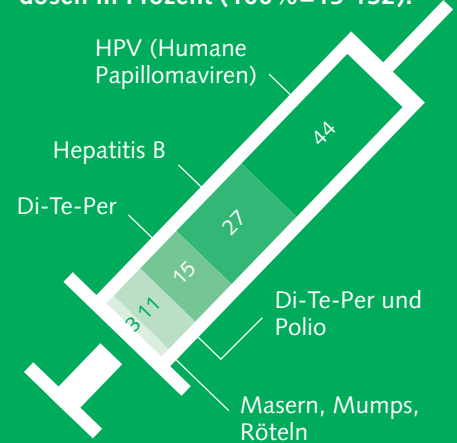 dosen in Prozent (100%=15 132).
HPV (Humane
Papillomaviren)
44
Hepatitis B
27
Di-Te-Per
15
11
Di-Te-Per und
Polio
3
Masern, Mumps,
Röteln